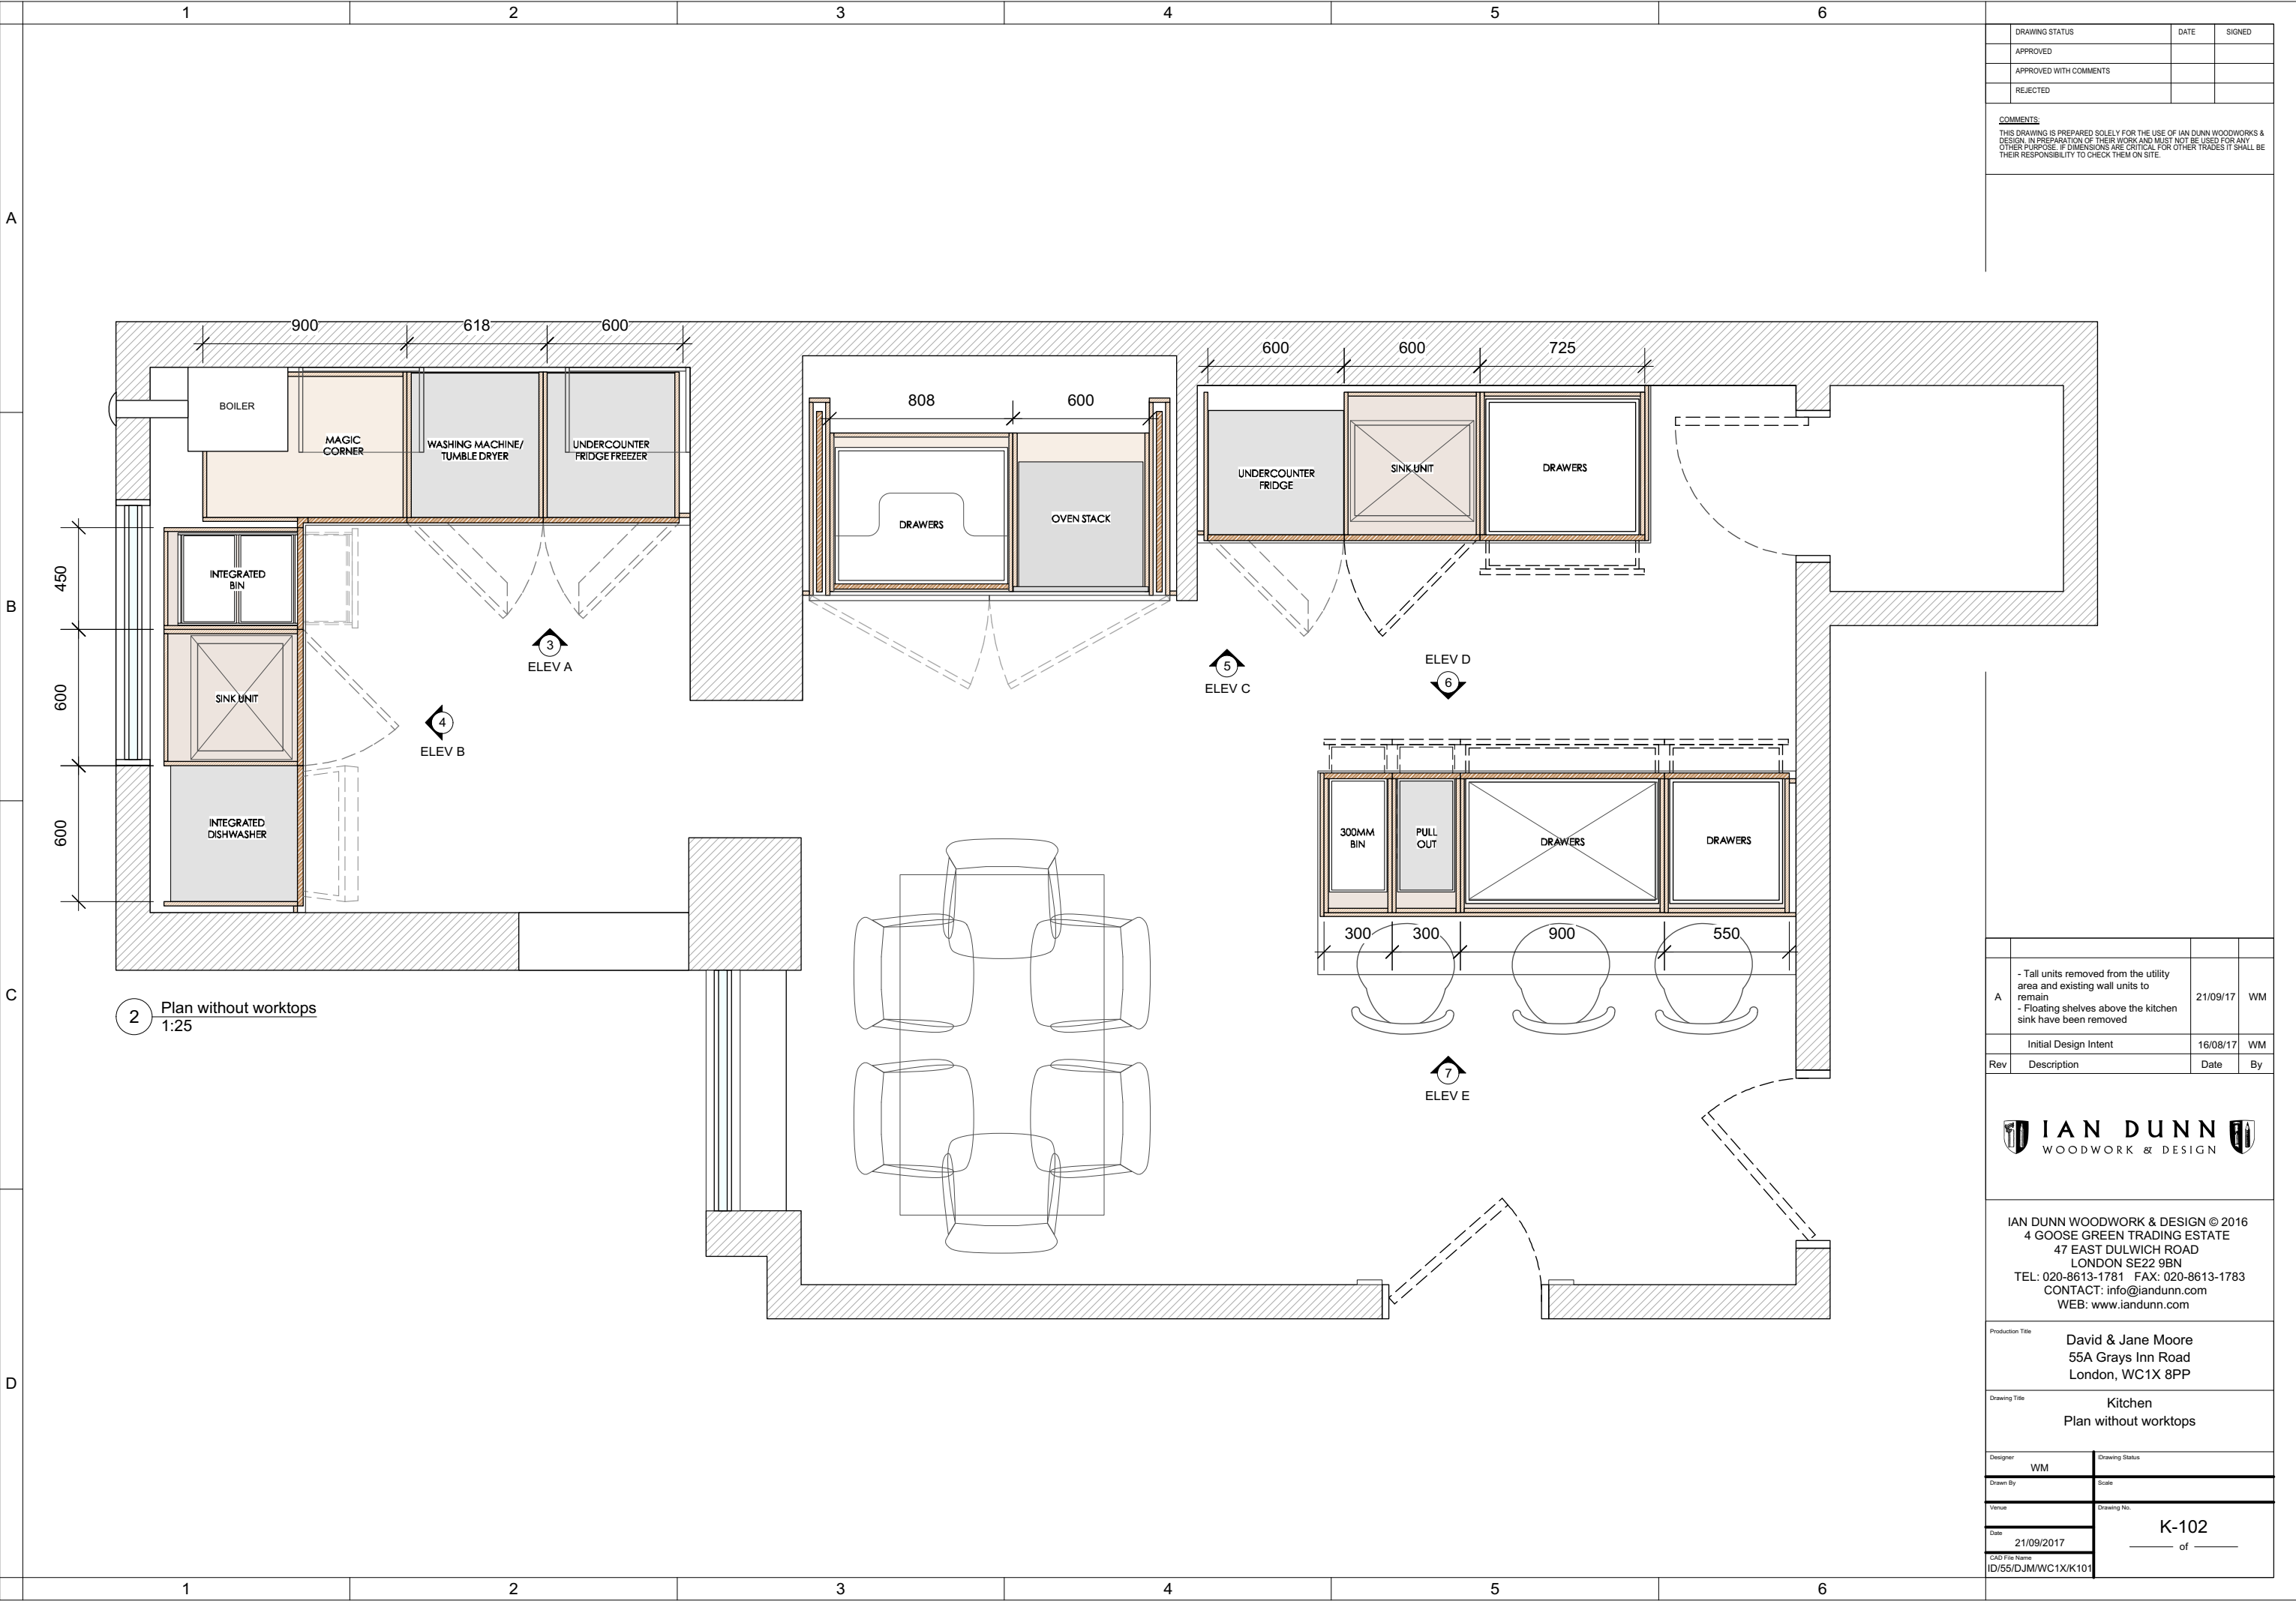 1 2 3 4 5 6
DRAWING STATUS DATE SIGNED
APPROVED
APPROVED WITH COMMENTS
REJECTED
COMMENTS:
THIS DRAWING IS PREPARED SOLELY FOR THE USE OF IAN DUNN WOODWORKS &
DESIGN. IN PREPARATION OF THEIR WORK AND MUST NOT BE USED FOR ANY
OTHER PURPOSE. IF DIMENSIONS ARE CRITICAL FOR OTHER TRADES IT SHALL BE
THEIR RESPONSIBILITY TO CHECK THEM ON SITE.
A
B
C
D
900 618 600
BOILER
MAGIC
CORNER
WASHING MACHINE/
TUMBLE DRYER
UNDERCOUNTER
FRIDGE FREEZER
450
600
600
INTEGRATED
BIN
SINK UNIT
INTEGRATED
DISHWASHER
3
ELEV A
4
ELEV B
808 600
DRAWERS
OVEN STACK
600 600 725
UNDERCOUNTER
FRIDGE
SINK UNIT
DRAWERS
5
ELEV C
ELEV D
6
300MM
BIN
PULL
OUT
DRAWERS
DRAWERS
300 300 900 550
7
ELEV E
2 Plan without worktops
1:25
A
- Tall units removed from the utility
area and existing wall units to
remain
- Floating shelves above the kitchen
sink have been removed
21/09/17 WM
Initial Design Intent 16/08/17 WM
Rev Description Date By
IAN DUNN
WOODWORK & DESIGN
IAN DUNN WOODWORK & DESIGN © 2016
4 GOOSE GREEN TRADING ESTATE
47 EAST DULWICH ROAD
LONDON SE22 9BN
TEL: 020-8613-1781 FAX: 020-8613-1783
CONTACT: info@iandunn.com
WEB: www.iandunn.com
Production Title
David & Jane Moore
55A Grays Inn Road
London, WC1X 8PP
Drawing Title
Kitchen
Plan without worktops
Designer
WM
Drawing Status
Drawn By
Scale
Venue
Drawing No.
K-102
of
Date
21/09/2017
CAD File Name
ID/55/DJM/WC1X/K101
1 2 3 4 5 6